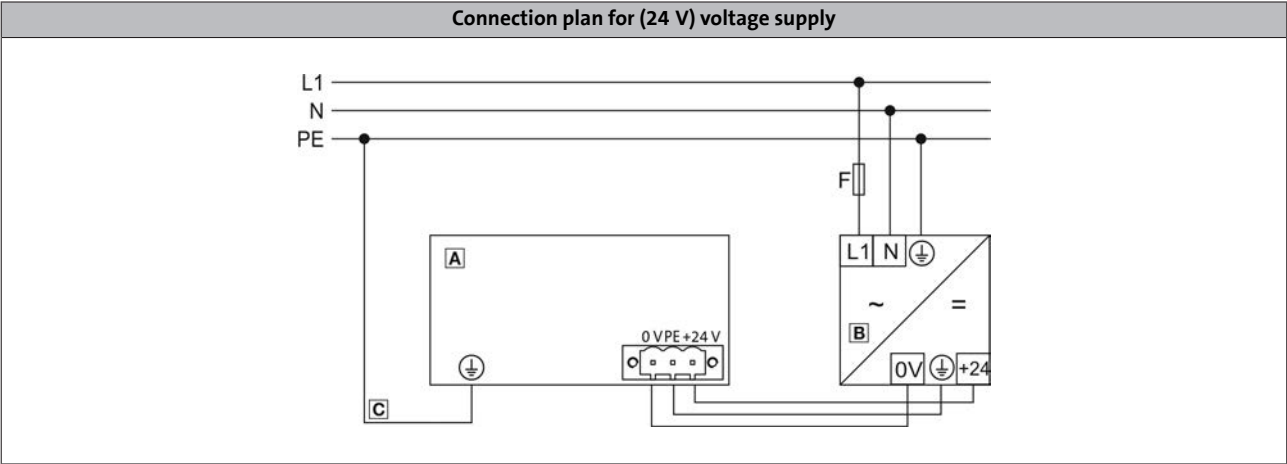 Connection plan for (24 V) voltage supply
L1
N
PE
F
A
L1 N
~ =
B
0 V PE +24 V
0V +24
C